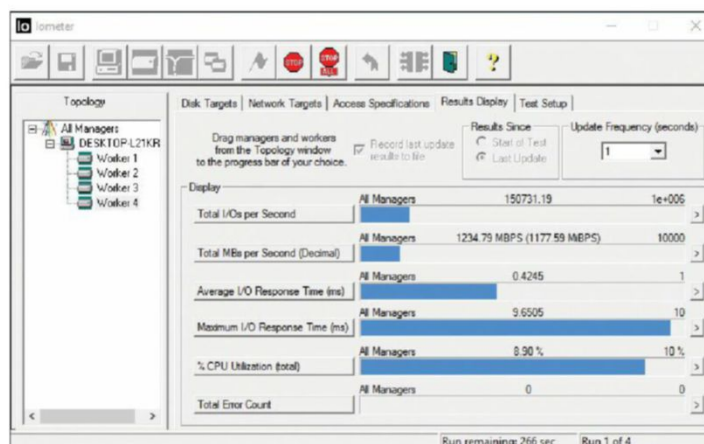 Io Iometer
STOP
STOP
?
Topology
All Managers
DESKTOP-L21KR
Worker 1
Worker 2
Worker 3
Worker 4
Disk Targets
Network Targets
Access Specifications
Results Display
Test Setup
Drag managers and workers
from the Topology window
to the progress bar of your choice.
Record last update
results to file
Results Since
Start of Test
Last Update
Update Frequency (seconds)
1
Display
All Managers 150731.19 1e+006
Total I/Os per Second
All Managers 1234.79 MBPS (1177.59 MiBPS) 10000
Total MBs per Second (Decimal)
All Managers 0.4245 1
Average I/O Response Time (ms)
All Managers 9.6505 10
Maximum I/O Response Time (ms)
All Managers 8.90 % 10 %
% CPU Utilization (total)
All Managers 0 0
Total Error Count
Run remaining: 266 sec
Run 1 of 4